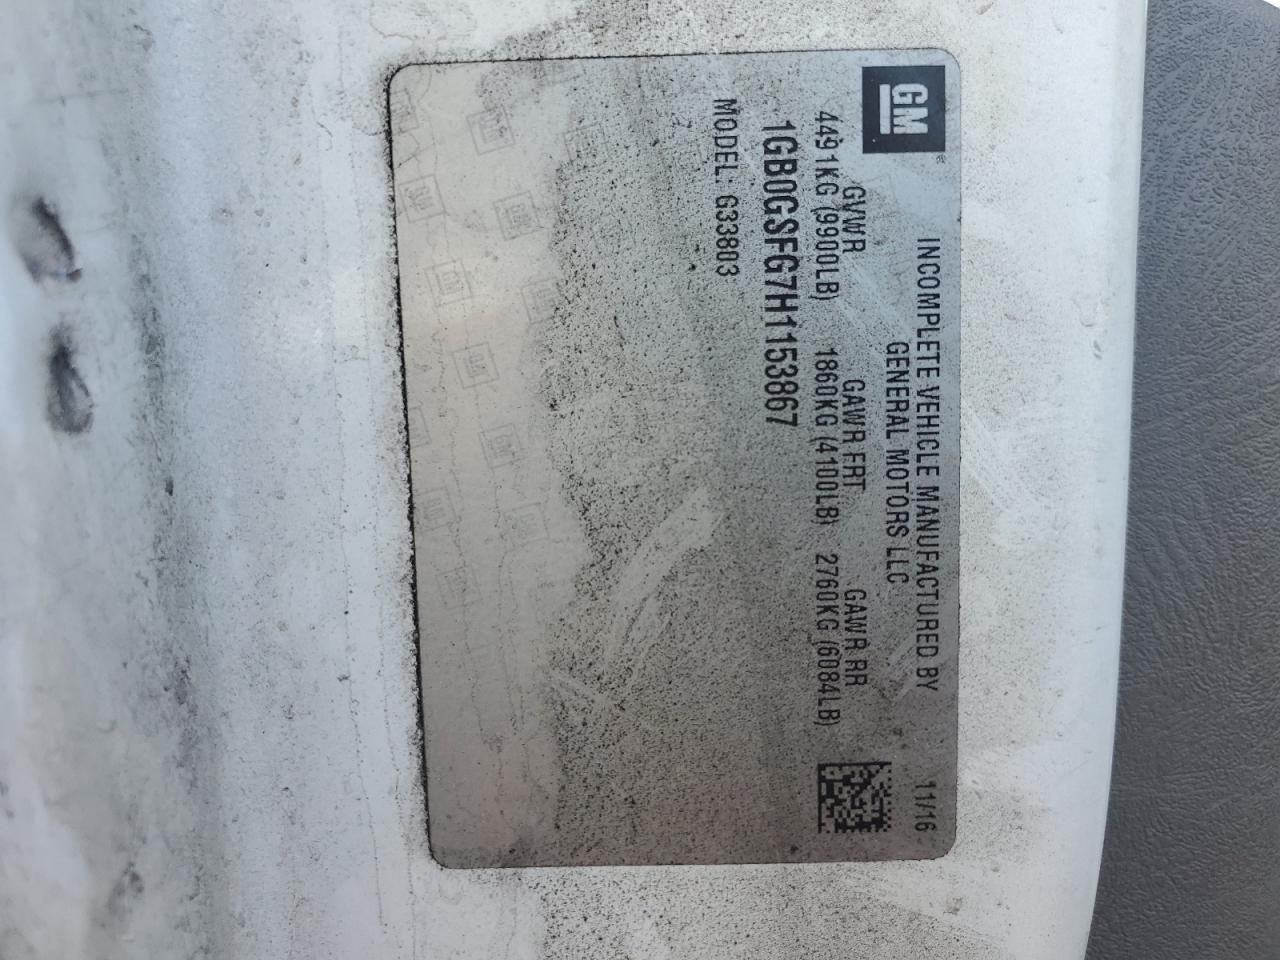 GM
INCOMPLETE VEHICLE MANUFACTURED BY 11/16
GENERAL MOTORS LLC
GVWR GAWR FRT GAWR RR
4491KG (9900LB) 1860KG (4100LB) 2760KG (6084LB)
1GB0GSFG7H1153867
MODEL: G33803